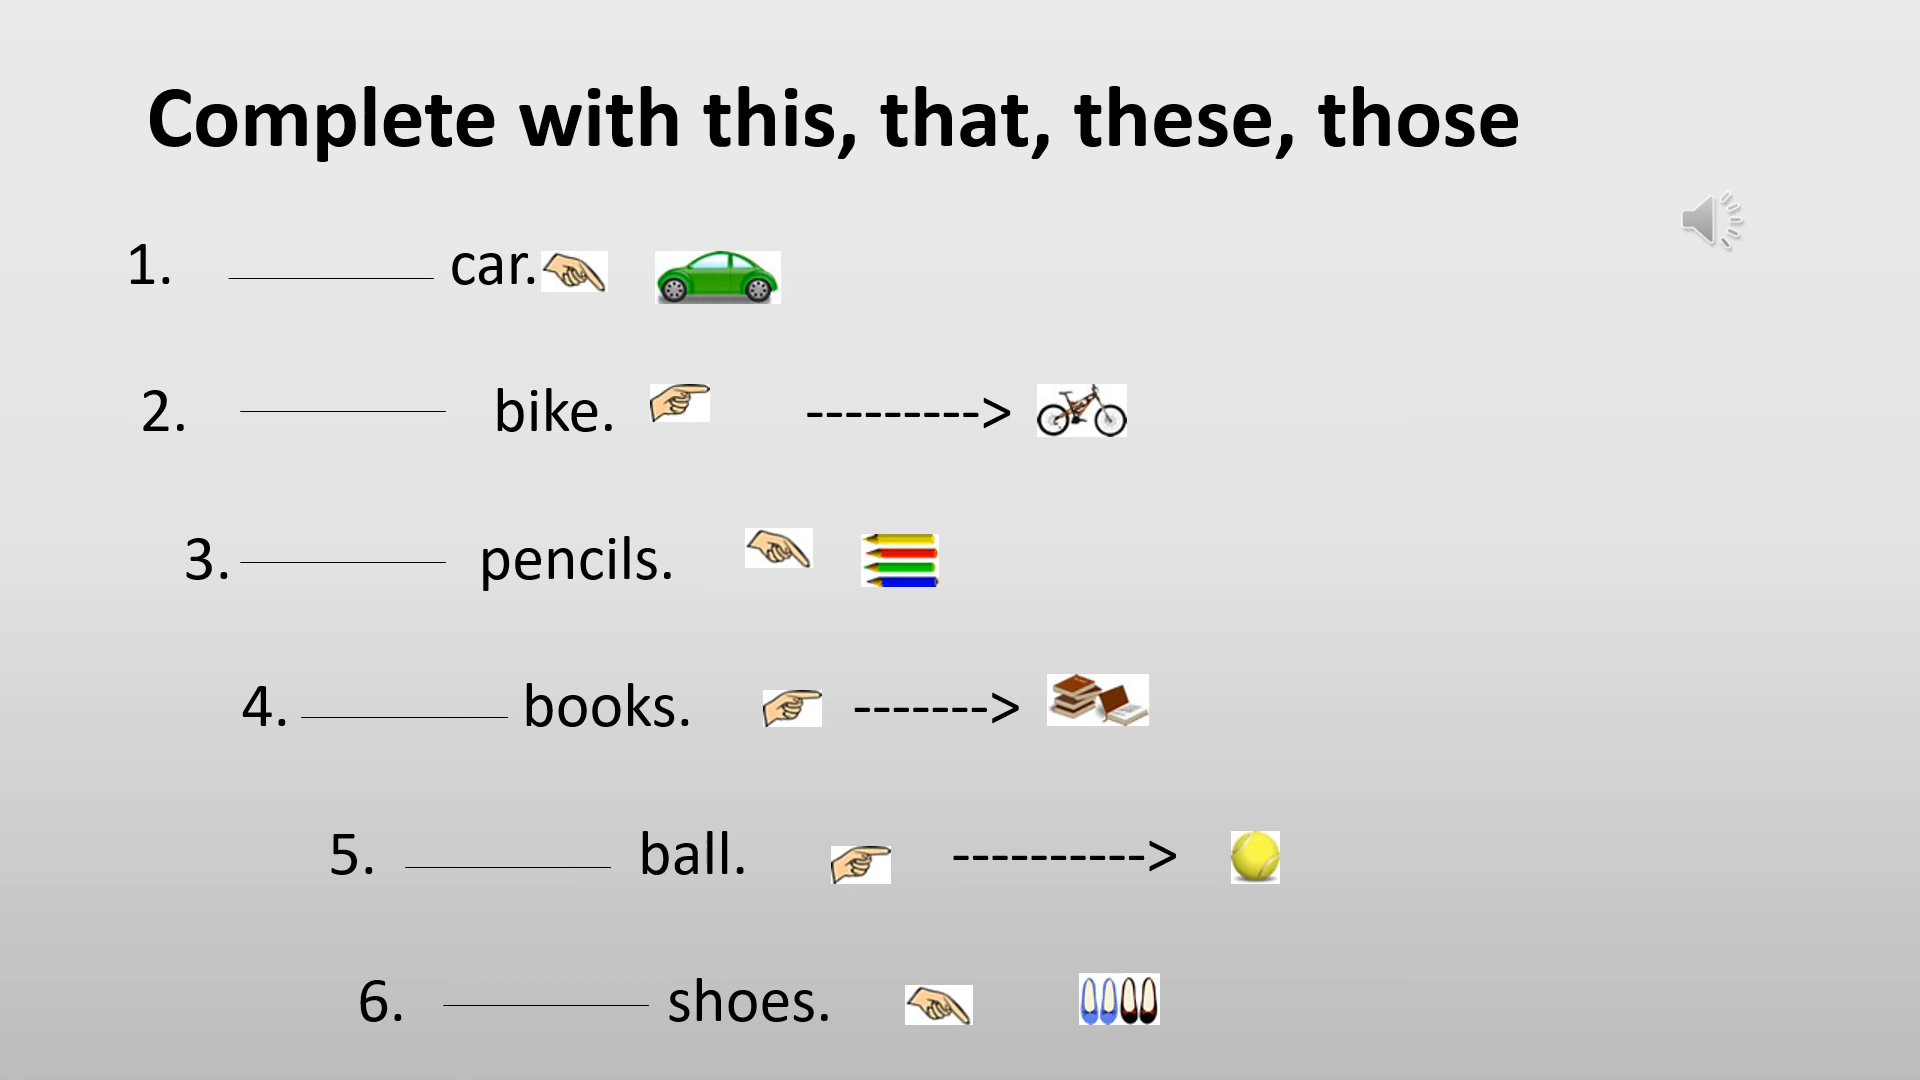 Complete with this, that, these, those
1. car.
2. bike. --------->
3. pencils.
4. books. ------->
5. ball. ---------->
6. shoes.